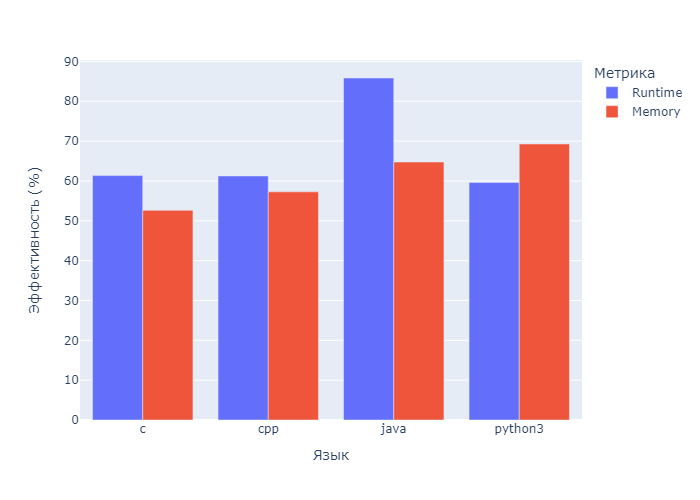 Метрика
Runtime
Memory
Эффективность (%)
90
80
70
60
50
40
30
20
10
0
c
cpp
java
python3
Язык